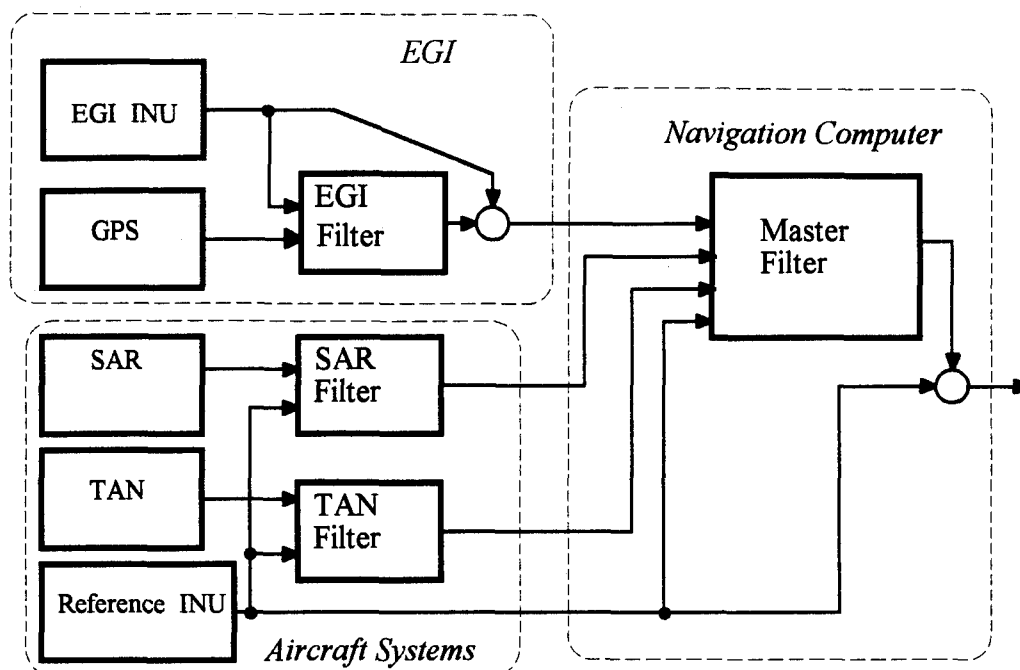 EGI
EGI INU
GPS
EGI
Filter
Navigation Computer
Master
Filter
SAR
SAR
Filter
TAN
TAN
Filter
Reference INU
Aircraft Systems